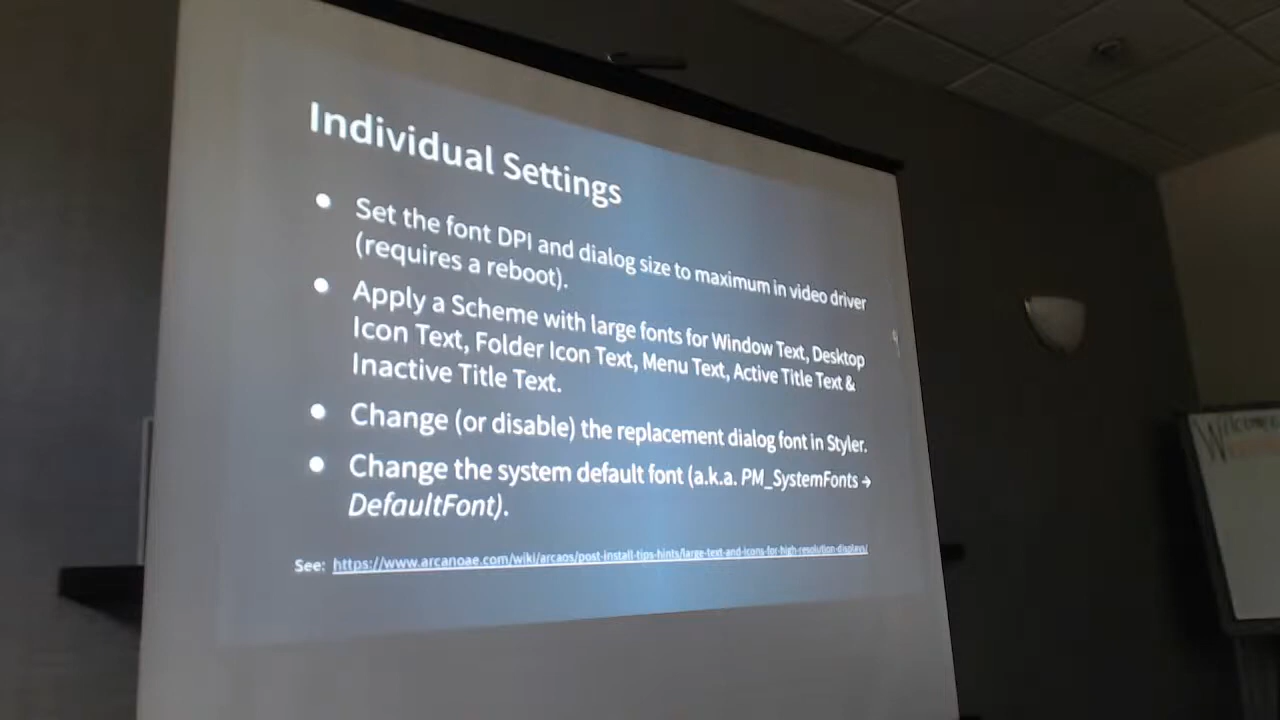 Individual Settings
● Set the font DPI and dialog size to maximum in video driver
(requires a reboot).
● Apply a Scheme with large fonts for Window Text, Desktop
Icon Text, Folder Icon Text, Menu Text, Active Title Text &
Inactive Title Text.
● Change (or disable) the replacement dialog font in Styler.
● Change the system default font (a.k.a. PM_SystemFonts →
DefaultFont).
See: https://www.arcanoae.com/wiki/arcaos/post-install-tips-hints/large-text-and-icons-for-high-resolution-displays/
Welcome